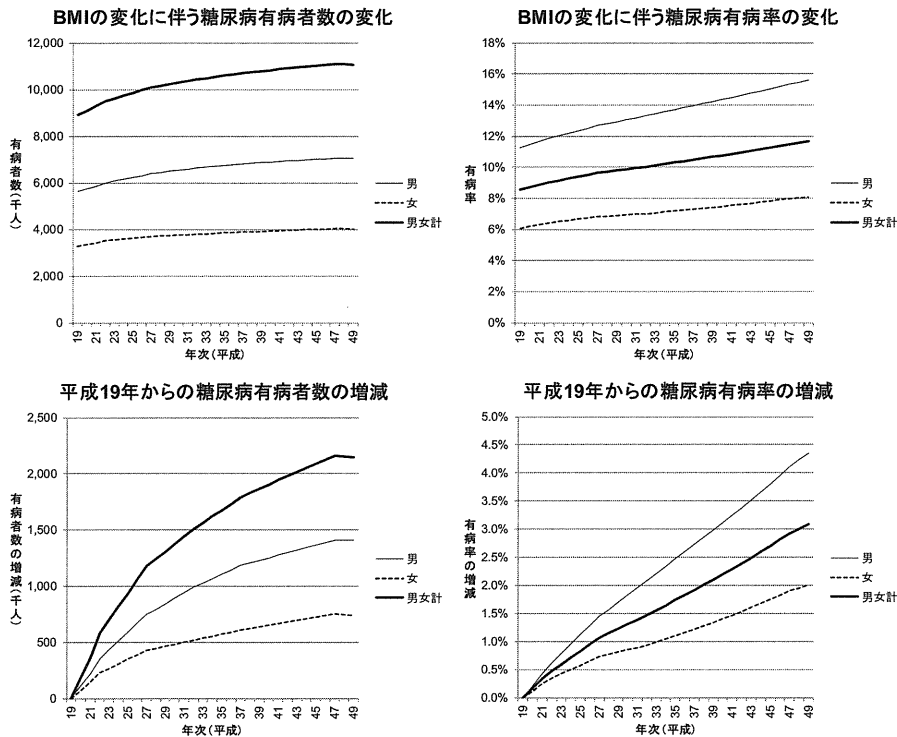 BMIの変化に伴う糖尿病有病者数の変化
12,000
10,000
8,000
6,000
4,000
2,000
0
有病者数(千人)
19 21 23 25 27 29 31 33 35 37 39 41 43 45 47 49
年次(平成)
男
女
男女計
BMIの変化に伴う糖尿病有病率の変化
18%
16%
14%
12%
10%
8%
6%
4%
2%
0%
有病率
19 21 23 25 27 29 31 33 35 37 39 41 43 45 47 49
年次(平成)
男
女
男女計
平成19年からの糖尿病有病者数の増減
2,500
2,000
1,500
1,000
500
0
有病者数の増減(千人)
19 21 23 25 27 29 31 33 35 37 39 41 43 45 47 49
年次(平成)
男
女
男女計
平成19年からの糖尿病有病率の増減
5.0%
4.5%
4.0%
3.5%
3.0%
2.5%
2.0%
1.5%
1.0%
0.5%
0.0%
有病率の増減
19 21 23 25 27 29 31 33 35 37 39 41 43 45 47 49
年次(平成)
男
女
男女計